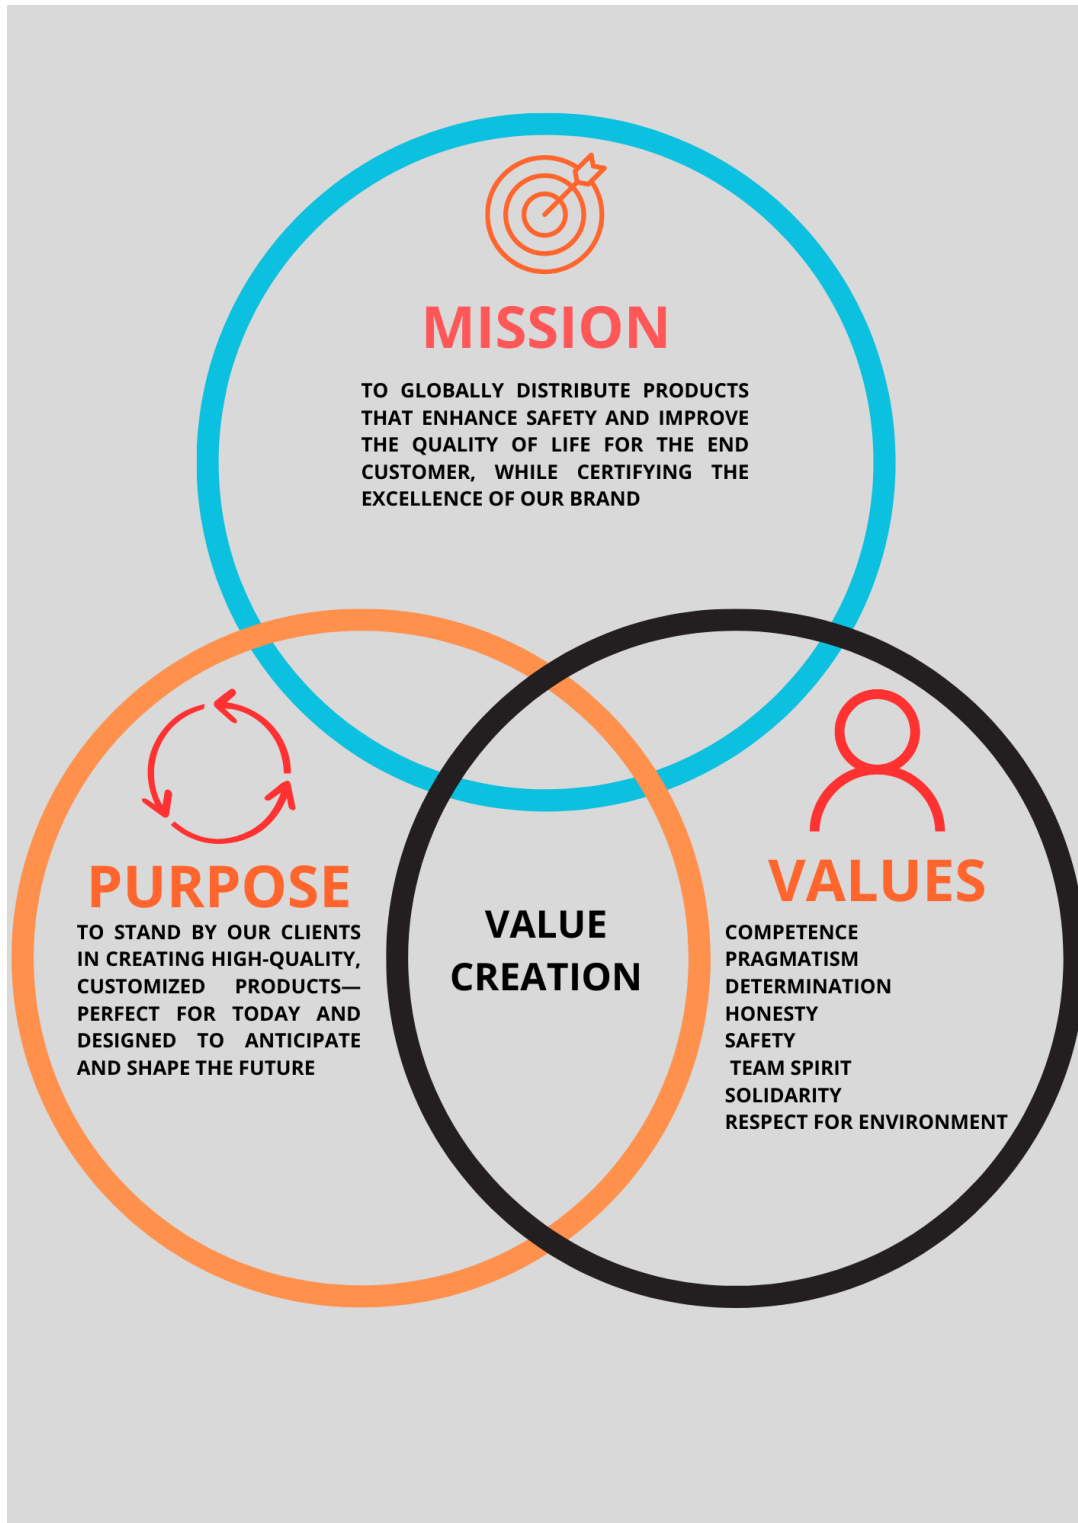 MISSION
TO GLOBALLY DISTRIBUTE PRODUCTS
THAT ENHANCE SAFETY AND IMPROVE
THE QUALITY OF LIFE FOR THE END
CUSTOMER, WHILE CERTIFYING THE
EXCELLENCE OF OUR BRAND
PURPOSE
TO STAND BY OUR CLIENTS
IN CREATING HIGH-QUALITY,
CUSTOMIZED PRODUCTS—
PERFECT FOR TODAY AND
DESIGNED TO ANTICIPATE
AND SHAPE THE FUTURE
VALUE
CREATION
VALUES
COMPETENCE
PRAGMATISM
DETERMINATION
HONESTY
SAFETY
TEAM SPIRIT
SOLIDARITY
RESPECT FOR ENVIRONMENT